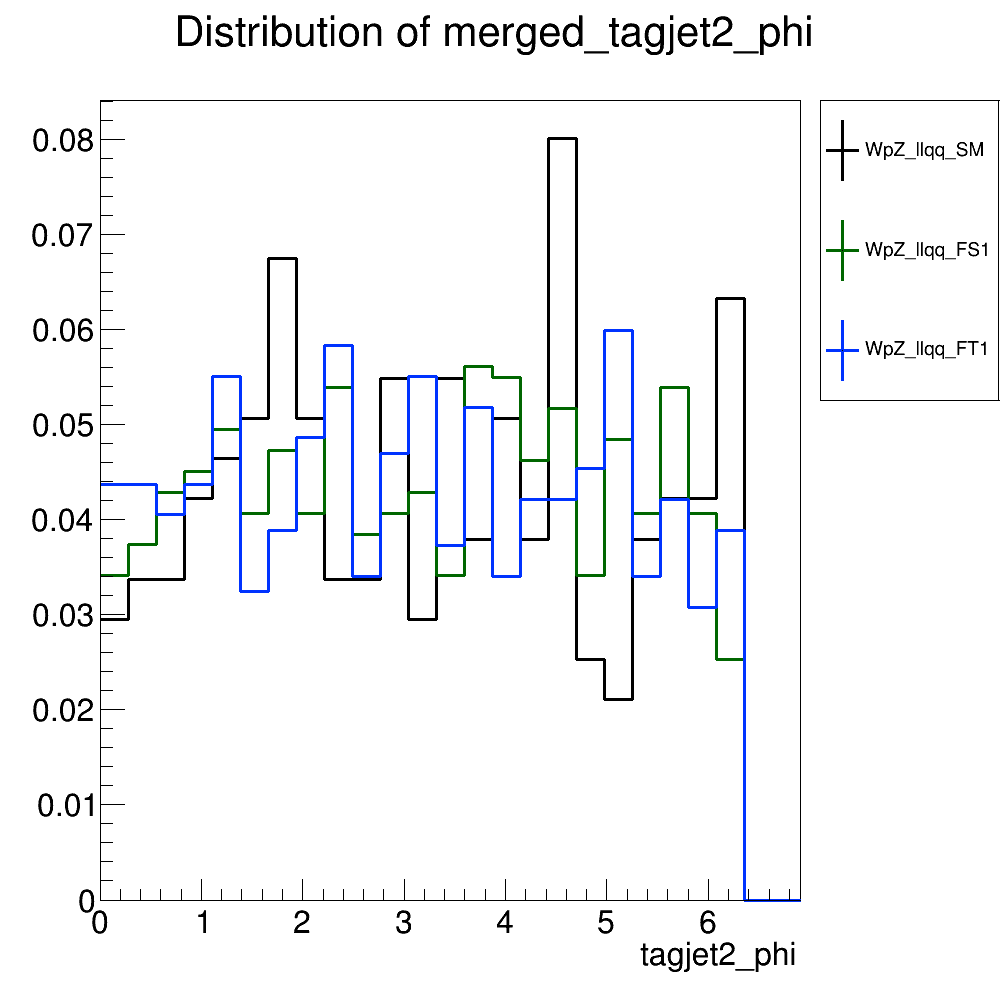 Distribution of merged_tagjet2_phi
0.08
0.07
0.06
0.05
0.04
0.03
0.02
0.01
0
0 1 2 3 4 5 6
tagjet2_phi
WpZ_llqq_SM
WpZ_llqq_FS1
WpZ_llqq_FT1